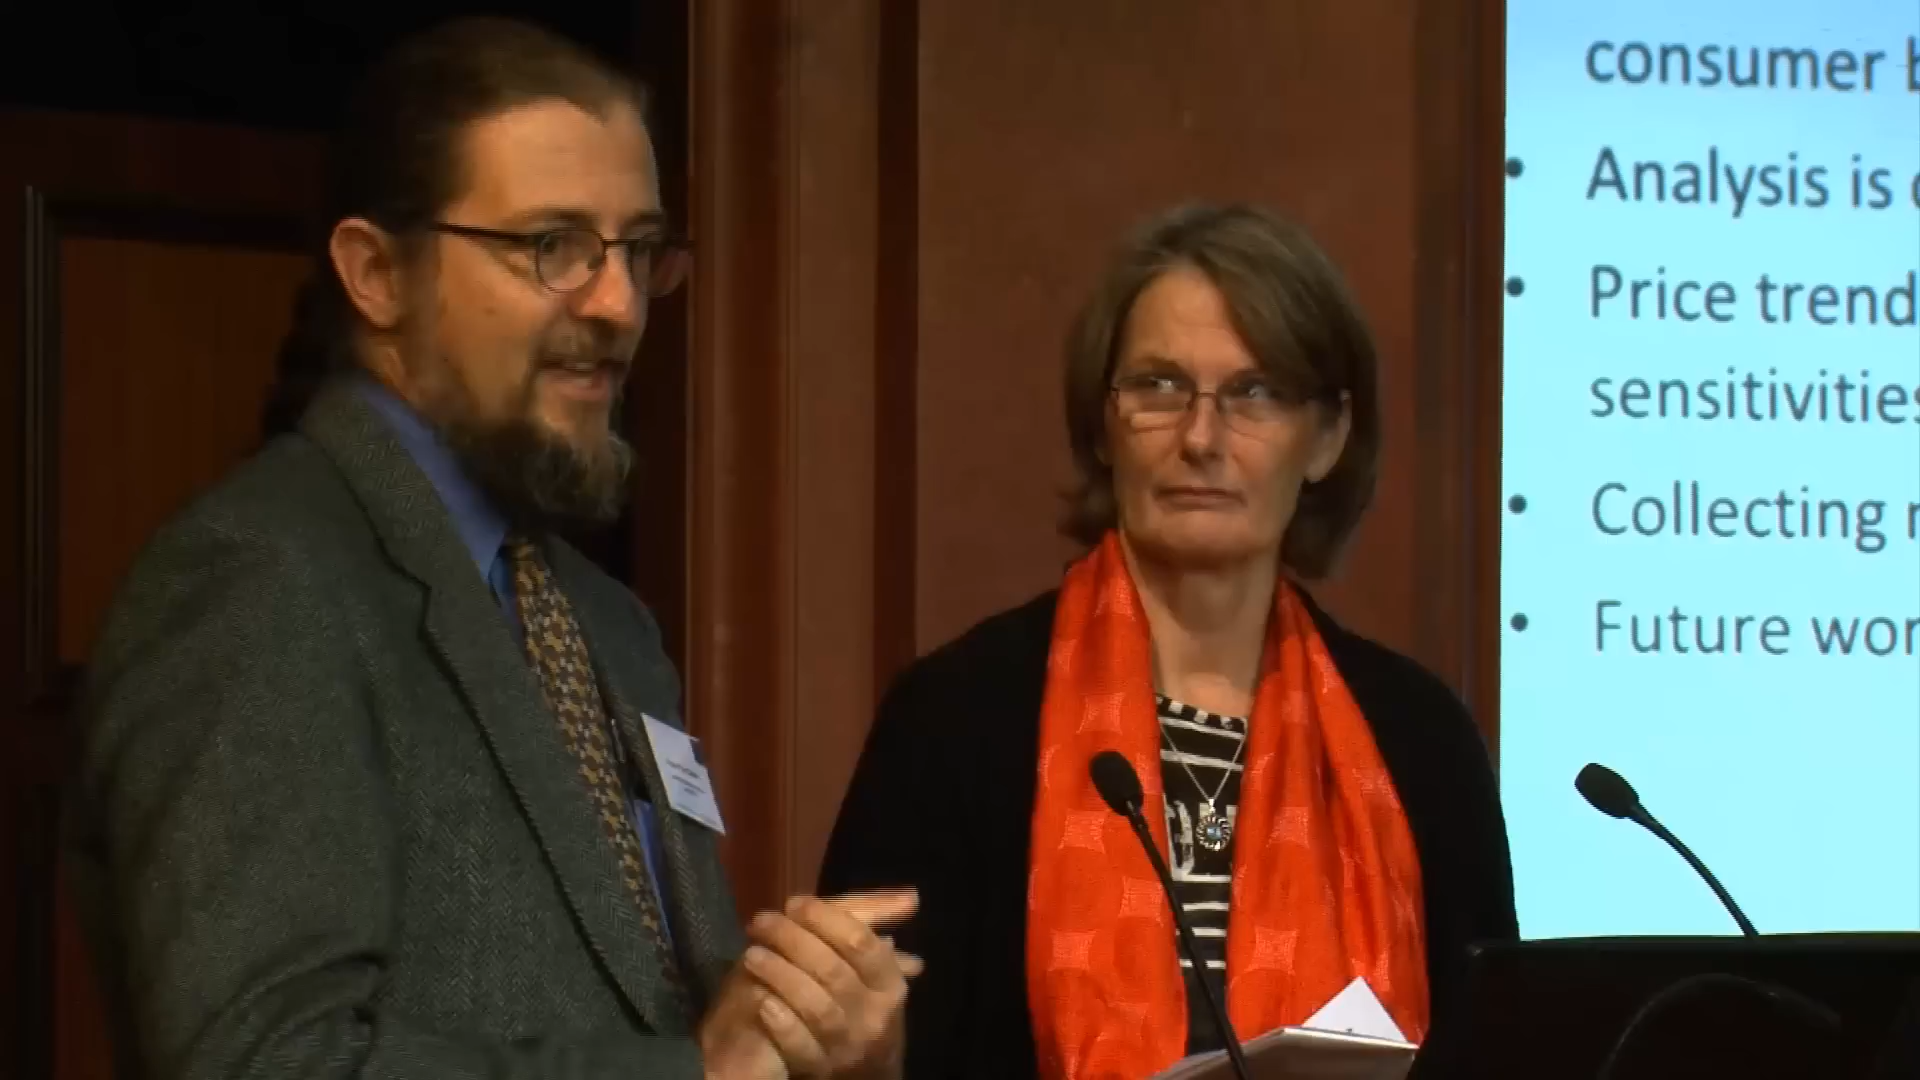 consumer
Analysis is
Price trend
sensitivities
Collecting
Future wor